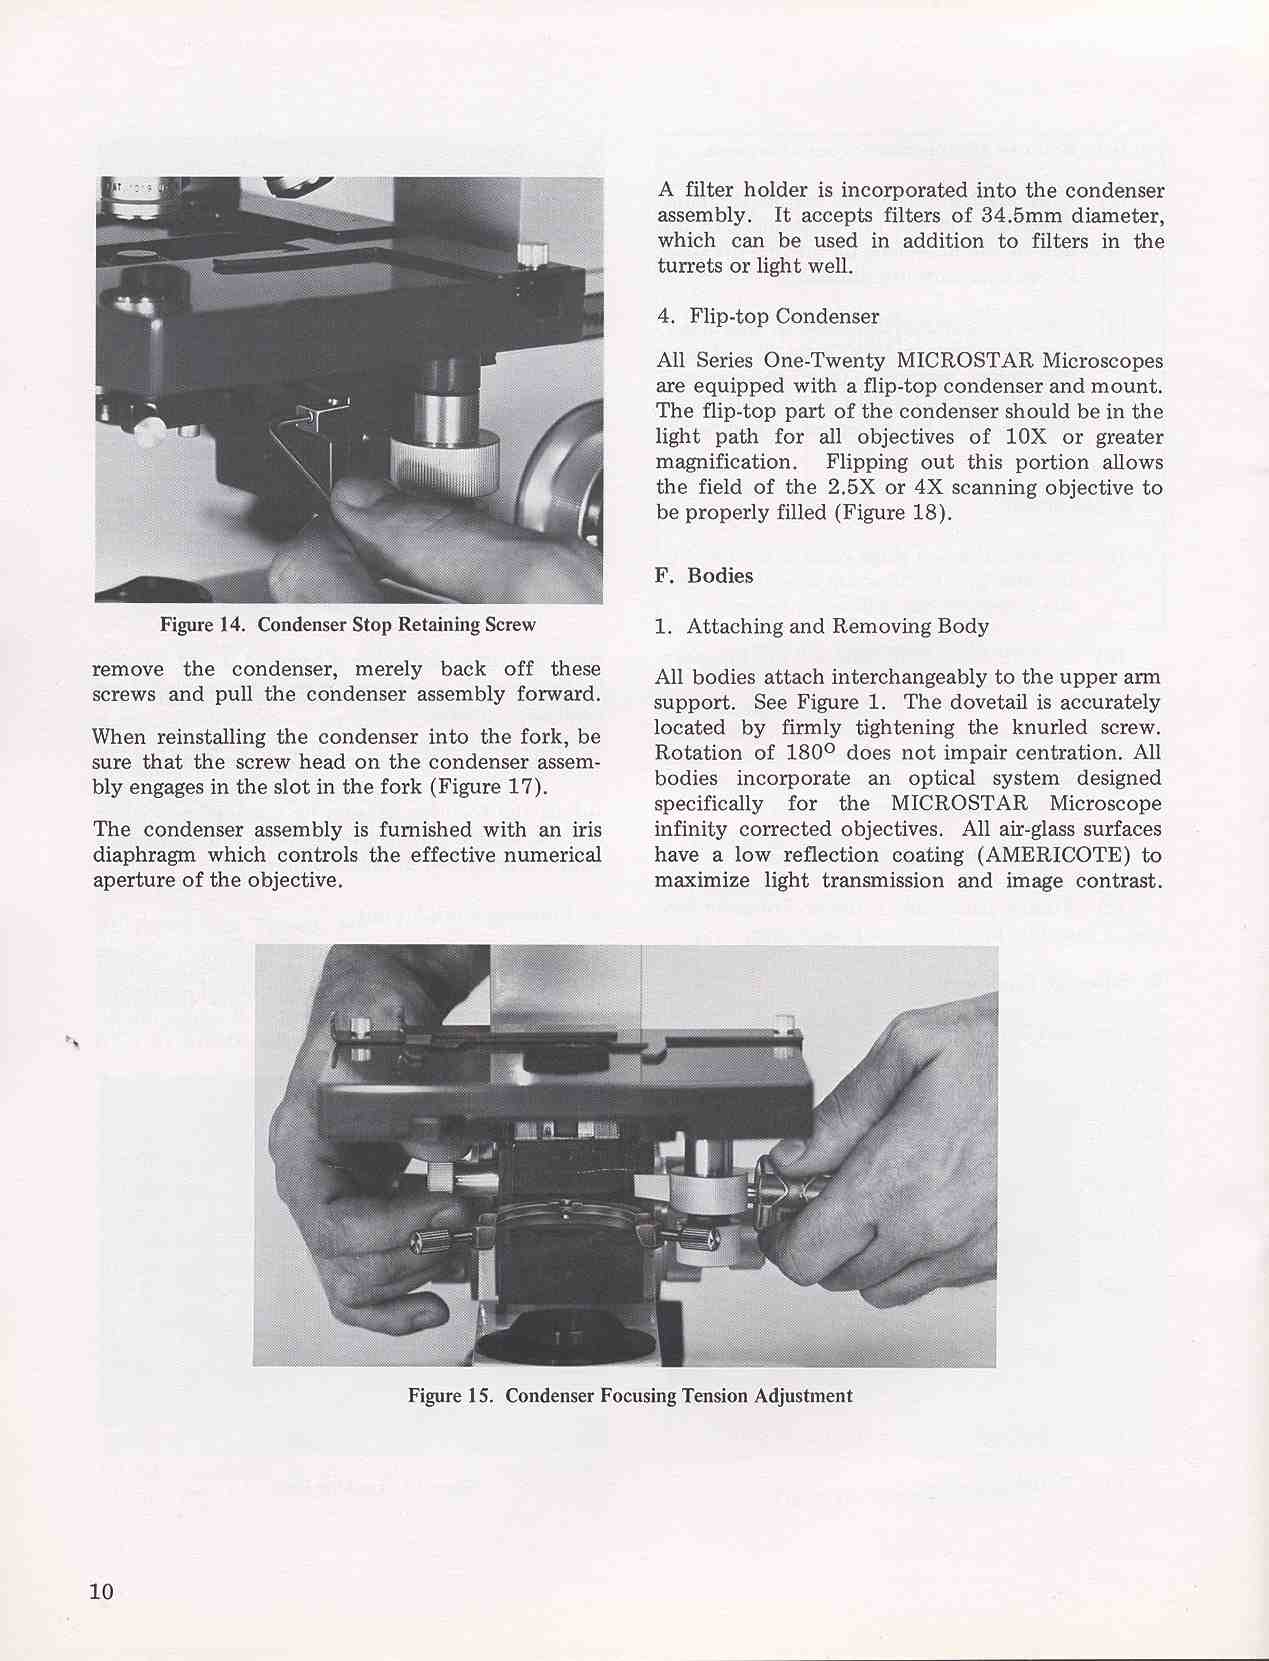 Figure 14. Condenser Stop Retaining Screw
remove the condenser, merely back off these
screws and pull the condenser assembly forward.
When reinstalling the condenser into the fork, be
sure that the screw head on the condenser assem-
bly engages in the slot in the fork (Figure 17).
The condenser assembly is furnished with an iris
diaphragm which controls the effective numerical
aperture of the objective.
A filter holder is incorporated into the condenser
assembly. It accepts filters of 34.5mm diameter,
which can be used in addition to filters in the
turrets or light well.
4. Flip-top Condenser
All Series One-Twenty MICROSTAR Microscopes
are equipped with a flip-top condenser and mount.
The flip-top part of the condenser should be in the
light path for all objectives of 10X or greater
magnification. Flipping out this portion allows
the field of the 2.5X or 4X scanning objective to
be properly filled (Figure 18).
F. Bodies
1. Attaching and Removing Body
All bodies attach interchangeably to the upper arm
support. See Figure 1. The dovetail is accurately
located by firmly tightening the knurled screw.
Rotation of 180° does not impair centration. All
bodies incorporate an optical system designed
specifically for the MICROSTAR Microscope
infinity corrected objectives. All air-glass surfaces
have a low reflection coating (AMERICOTE) to
maximize light transmission and image contrast.
Figure 15. Condenser Focusing Tension Adjustment
10